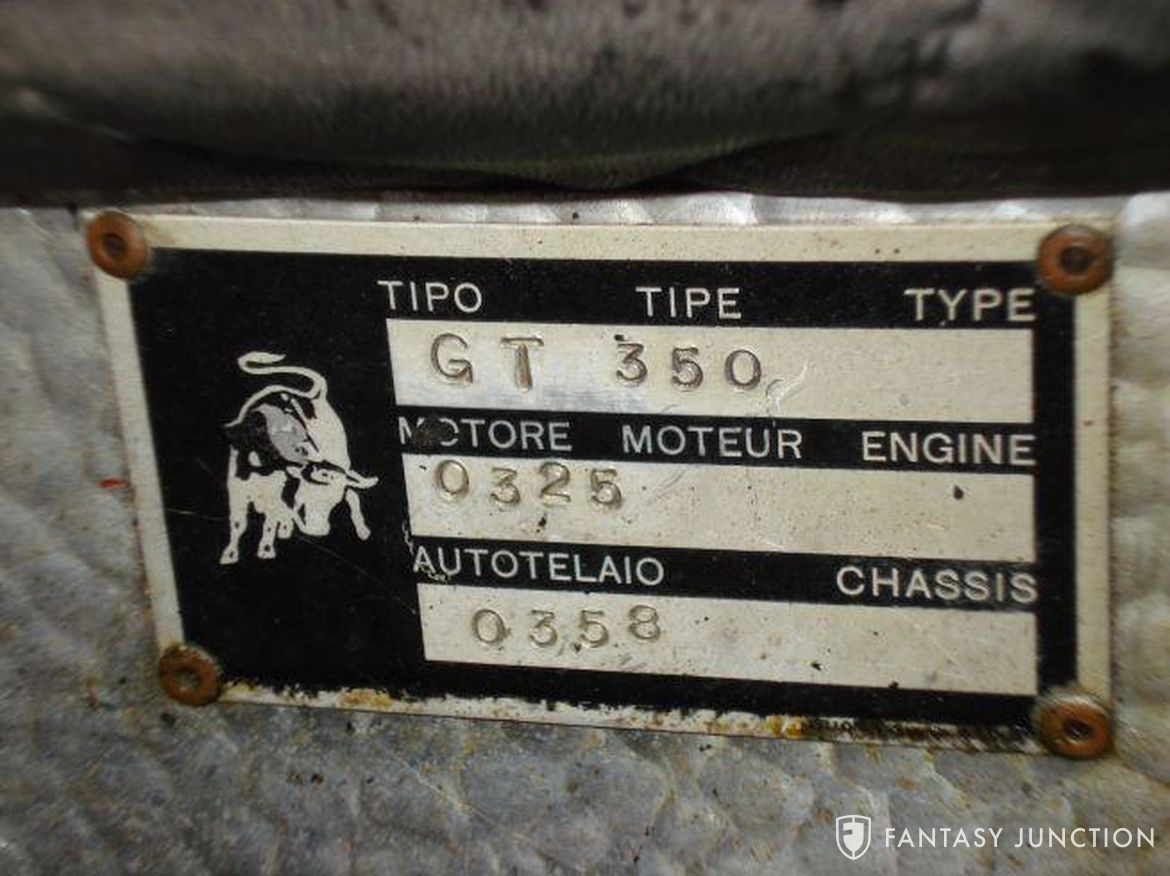 TIPO TIPE TYPE
GT 350
MOTORE MOTEUR ENGINE
0325
AUTOTELAIO CHASSIS
0358
FANTASY JUNCTION